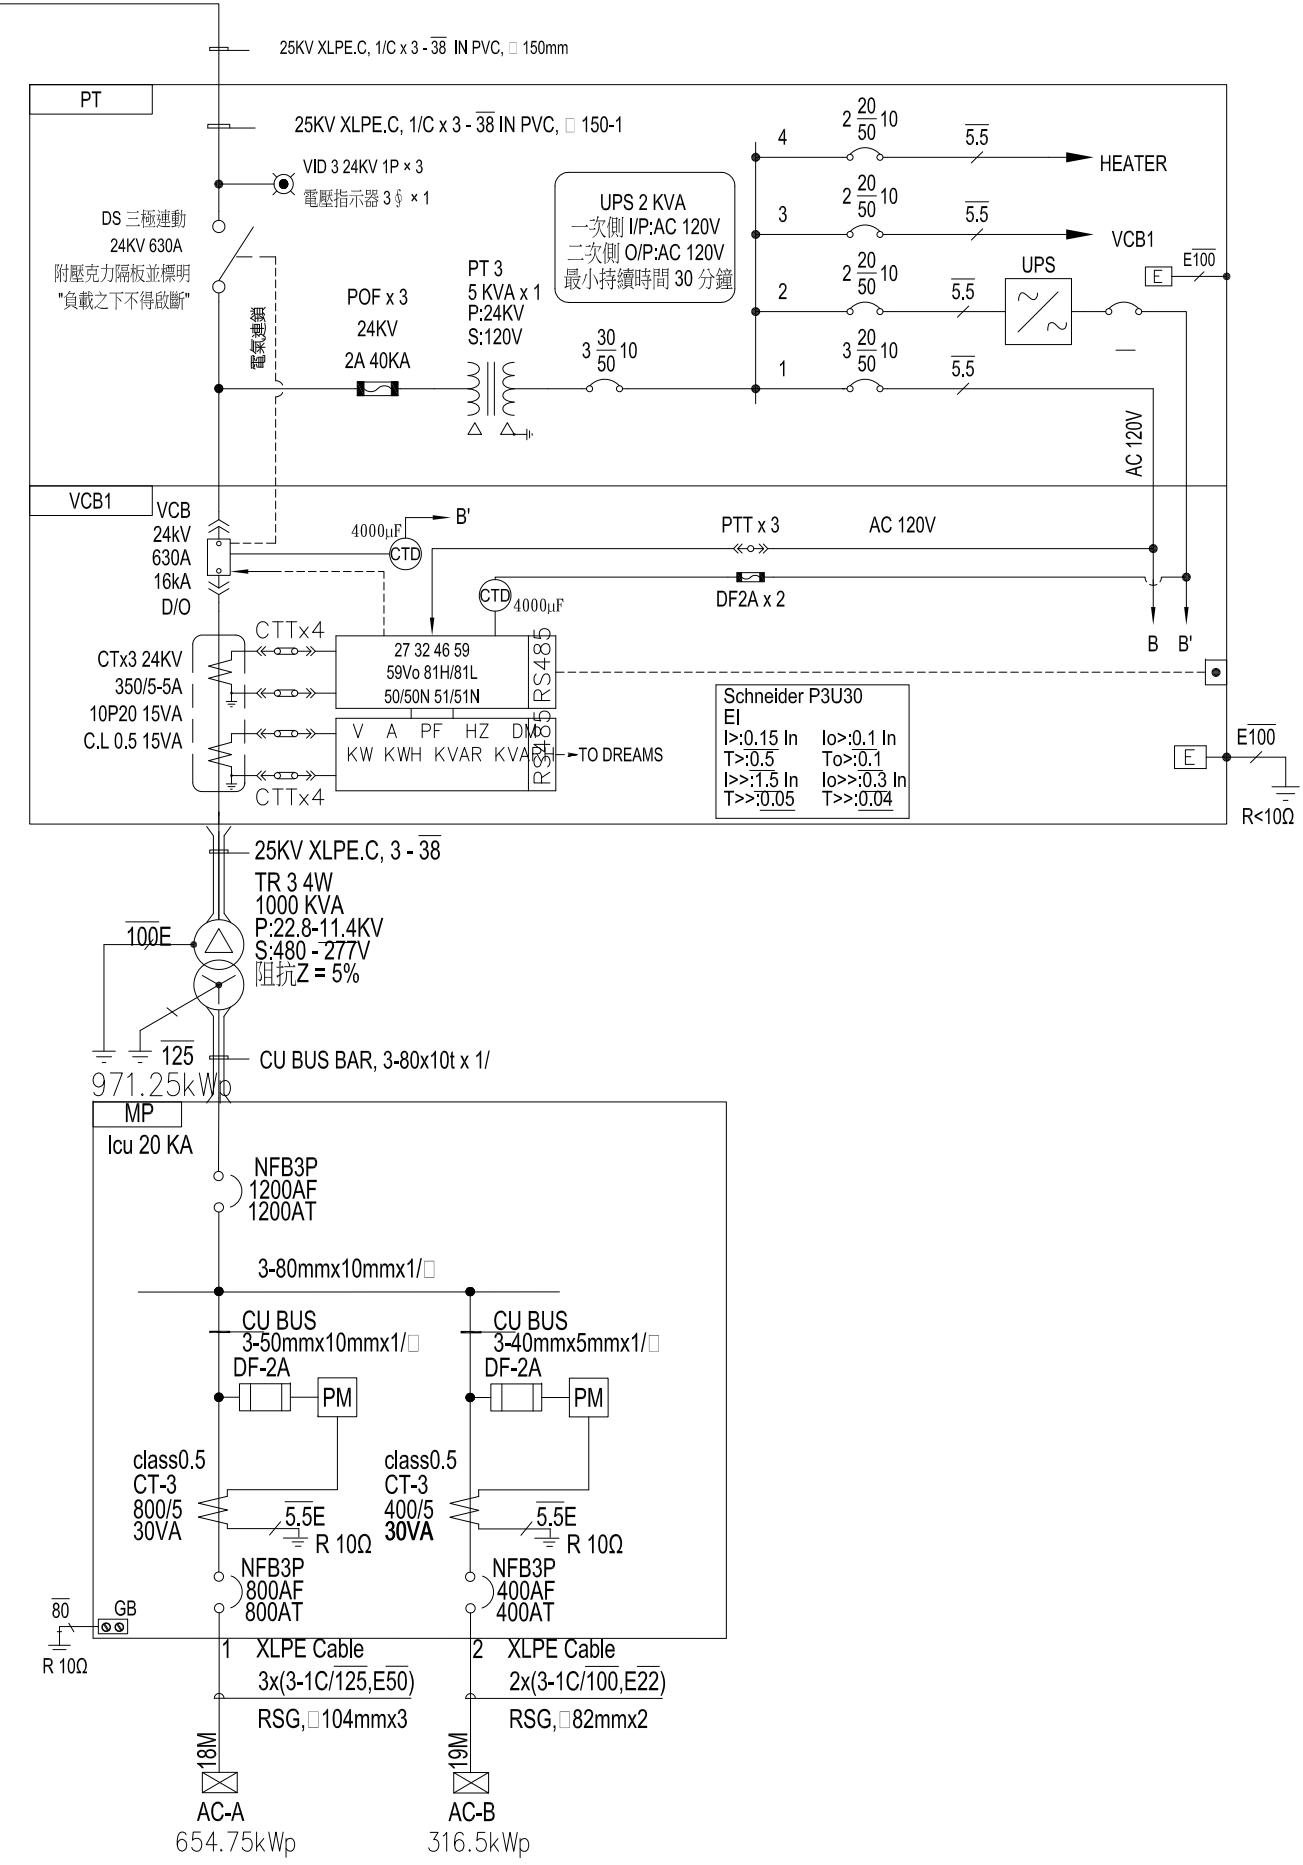 25KV XLPE.C, 1/C x 3 - 38 IN PVC, □ 150mm
PT
25KV XLPE.C, 1/C x 3 - 38 IN PVC, □ 150-1
VID 3 24KV 1P × 3
電壓指示器 3∮ × 1
DS 三極連動
24KV 630A
附壓克力隔板並標明
"負載之下不得啟斷"
電氣連鎖
POF x 3
24KV
2A 40KA
PT 3
5 KVA x 1
P:24KV
S:120V
UPS 2 KVA
一次側 I/P:AC 120V
二次側 O/P:AC 120V
最小持續時間 30 分鐘
3 30/50 10
4
2 20/50 10
5.5
HEATER
3
2 20/50 10
5.5
VCB1
2
2 20/50 10
5.5
UPS
1
3 20/50 10
5.5
E
E100
AC 120V
VCB1
VCB
24kV
630A
16kA
D/O
4000μF
CTD
B'
CTD
4000μF
PTT x 3
AC 120V
DF2A x 2
B
B'
CTx3 24KV
350/5-5A
10P20 15VA
C.L 0.5 15VA
CTTx4
27 32 46 59
59Vo 81H/81L
50/50N 51/51N
RS485
V A PF HZ DM
KW KWH KVAR KVARH
RS485
TO DREAMS
CTTx4
Schneider P3U30
EI
I>:0.15 In Io>:0.1 In
T>:0.5 To>:0.1
I>>:1.5 In Io>>:0.3 In
T>>:0.05 T>>:0.04
E
E100
R<10Ω
25KV XLPE.C, 3 - 38
TR 3 4W
1000 KVA
P:22.8-11.4KV
S:480 - 277V
阻抗Z = 5%
100E
125
CU BUS BAR, 3-80x10t x 1/
971.25kWp
MP
Icu 20 KA
NFB3P
1200AF
1200AT
3-80mmx10mmx1/□
CU BUS
3-50mmx10mmx1/□
DF-2A
PM
class0.5
CT-3
800/5
30VA
5.5E
R 10Ω
NFB3P
800AF
800AT
CU BUS
3-40mmx5mmx1/□
DF-2A
PM
class0.5
CT-3
400/5
30VA
5.5E
R 10Ω
NFB3P
400AF
400AT
80
GB
R 10Ω
1
XLPE Cable
3x(3-1C/125,E50)
RSG,□104mmx3
18M
AC-A
654.75kWp
2
XLPE Cable
2x(3-1C/100,E22)
RSG,□82mmx2
19M
AC-B
316.5kWp